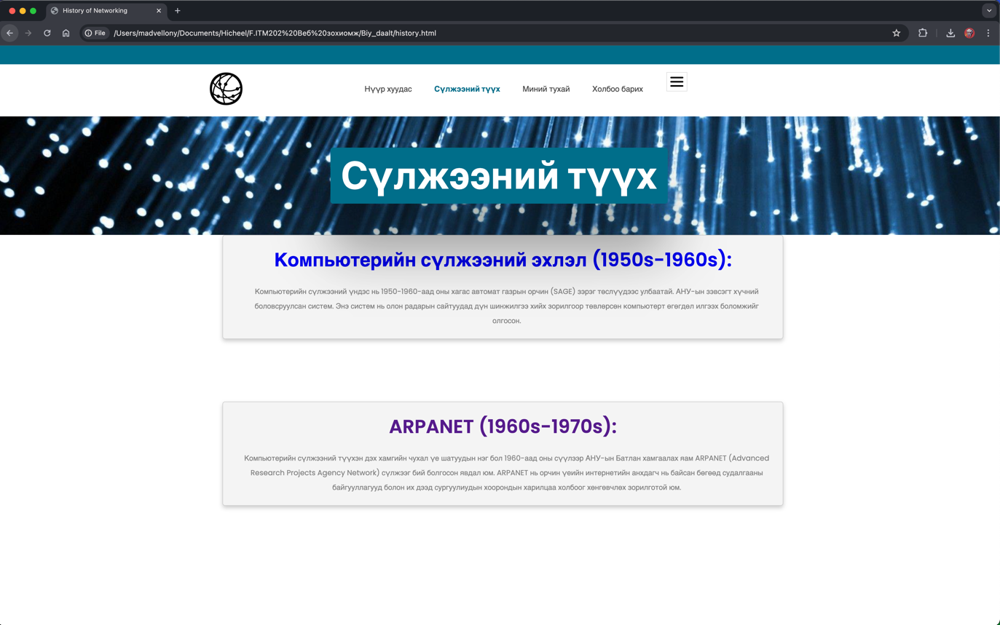 History of Networking
File /Users/madvellony/Documents/Hicheel/F.ITM202%20Веб%20зохиомж/Biy_daalt/history.html
Нүүр хуудас Сүлжээний түүх Миний тухай Холбоо барих
Сүлжээний түүх
Компьютерийн сүлжээний эхлэл (1950s-1960s):
Компьютерийн сүлжээний үндэс нь 1950-1960-аад оны хагас автомат газрын орчин (SAGE) зэрэг төслүүдээс улбаатай. АНУ-ын зэвсэгт хүчний
боловсруулсан систем. Энэ систем нь олон радарын сайтуудад дүн шинжилгээ хийх зорилгоор төвлөрсөн компьютерт өгөгдөл илгээх боломжийг
олгосон.
ARPANET (1960s-1970s):
Компьютерийн сүлжээний түүхэн дэх хамгийн чухал үе шатуудын нэг бол 1960-аад оны сүүлээр АНУ-ын Батлан хамгаалах яам ARPANET (Advanced
Research Projects Agency Network) сүлжээг бий болгосон явдал юм. ARPANET нь орчин үеийн интернетийн анхдагч нь байсан бөгөөд судалгааны
байгууллагууд болон их дээд сургуулиудын хоорондын харилцаа холбоог хөнгөвчлөх зорилготой юм.